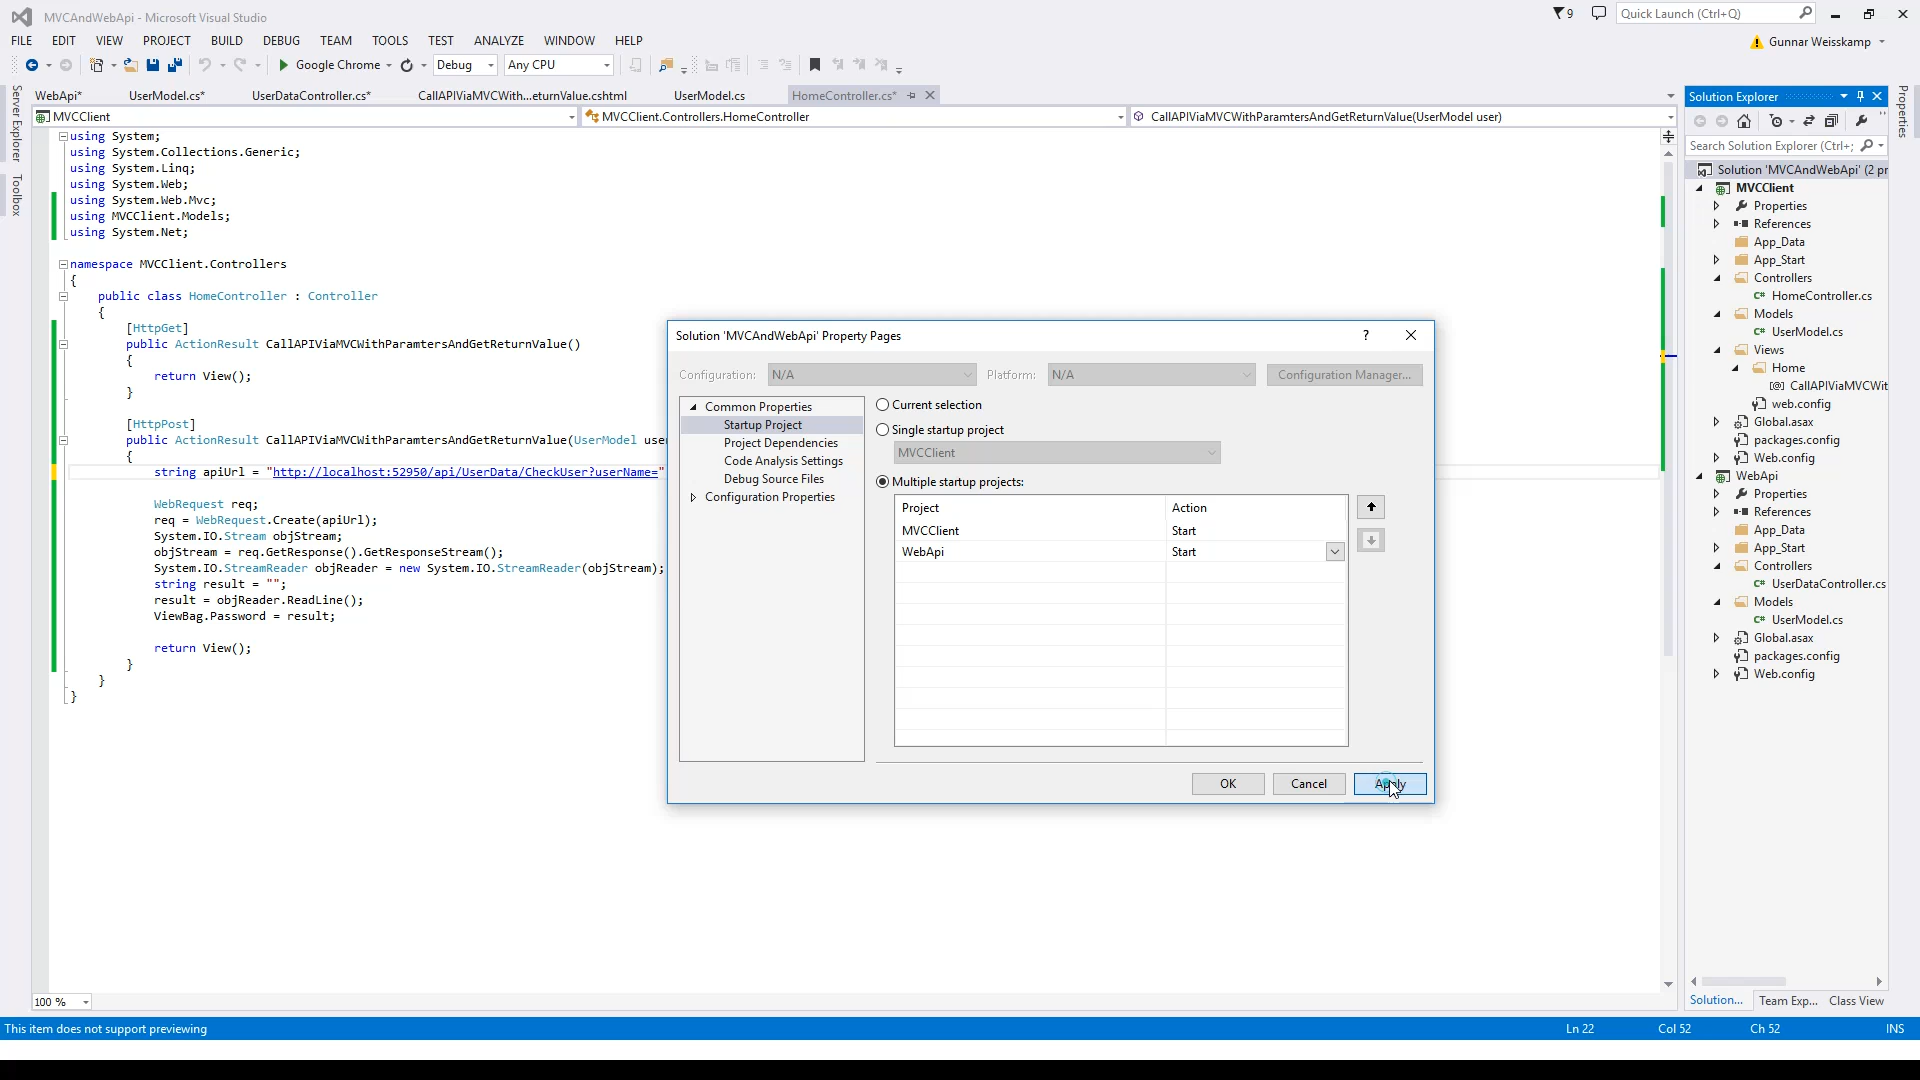 MVCAndWebApi - Microsoft Visual Studio
9
Quick Launch (Ctrl+Q)
FILE EDIT VIEW PROJECT BUILD DEBUG TEAM TOOLS TEST ANALYZE WINDOW HELP
Gunnar Weisskamp
Google Chrome Debug Any CPU
WebApi* UserModel.cs* UserDataController.cs* CallAPIViaMVCWith...eturnValue.cshtml UserModel.cs HomeController.cs*
MVCClient MVCClient.Controllers.HomeController CallAPIViaMVCWithParamtersAndGetReturnValue(UserModel user)
Server Explorer
Toolbox
using System;
using System.Collections.Generic;
using System.Linq;
using System.Web;
using System.Web.Mvc;
using MVCClient.Models;
using System.Net;
namespace MVCClient.Controllers
{
public class HomeController : Controller
{
[HttpGet]
public ActionResult CallAPIViaMVCWithParamtersAndGetReturnValue()
{
return View();
}
[HttpPost]
public ActionResult CallAPIViaMVCWithParamtersAndGetReturnValue(UserModel use
{
string apiUrl = "http://localhost:52950/api/UserData/CheckUser?userName="
WebRequest req;
req = WebRequest.Create(apiUrl);
System.IO.Stream objStream;
objStream = req.GetResponse().GetResponseStream();
System.IO.StreamReader objReader = new System.IO.StreamReader(objStream);
string result = "";
result = objReader.ReadLine();
ViewBag.Password = result;
return View();
}
}
}
Solution 'MVCAndWebApi' Property Pages
?
Configuration: N/A Platform: N/A Configuration Manager...
Common Properties
Startup Project
Project Dependencies
Code Analysis Settings
Debug Source Files
Configuration Properties
Current selection
Single startup project
MVCClient
Multiple startup projects:
Project Action
MVCClient Start
WebApi Start
OK Cancel Apply
Solution Explorer
Search Solution Explorer (Ctrl+;
Solution 'MVCAndWebApi' (2 pr
MVCClient
Properties
References
App_Data
App_Start
Controllers
C# HomeController.cs
Models
C# UserModel.cs
Views
Home
[@] CallAPIViaMVCWit
web.config
Global.asax
packages.config
Web.config
WebApi
Properties
References
App_Data
App_Start
Controllers
C# UserDataController.cs
Models
C# UserModel.cs
Global.asax
packages.config
Web.config
Solution... Team Exp... Class View
Properties
100 %
This item does not support previewing Ln 22 Col 52 Ch 52 INS